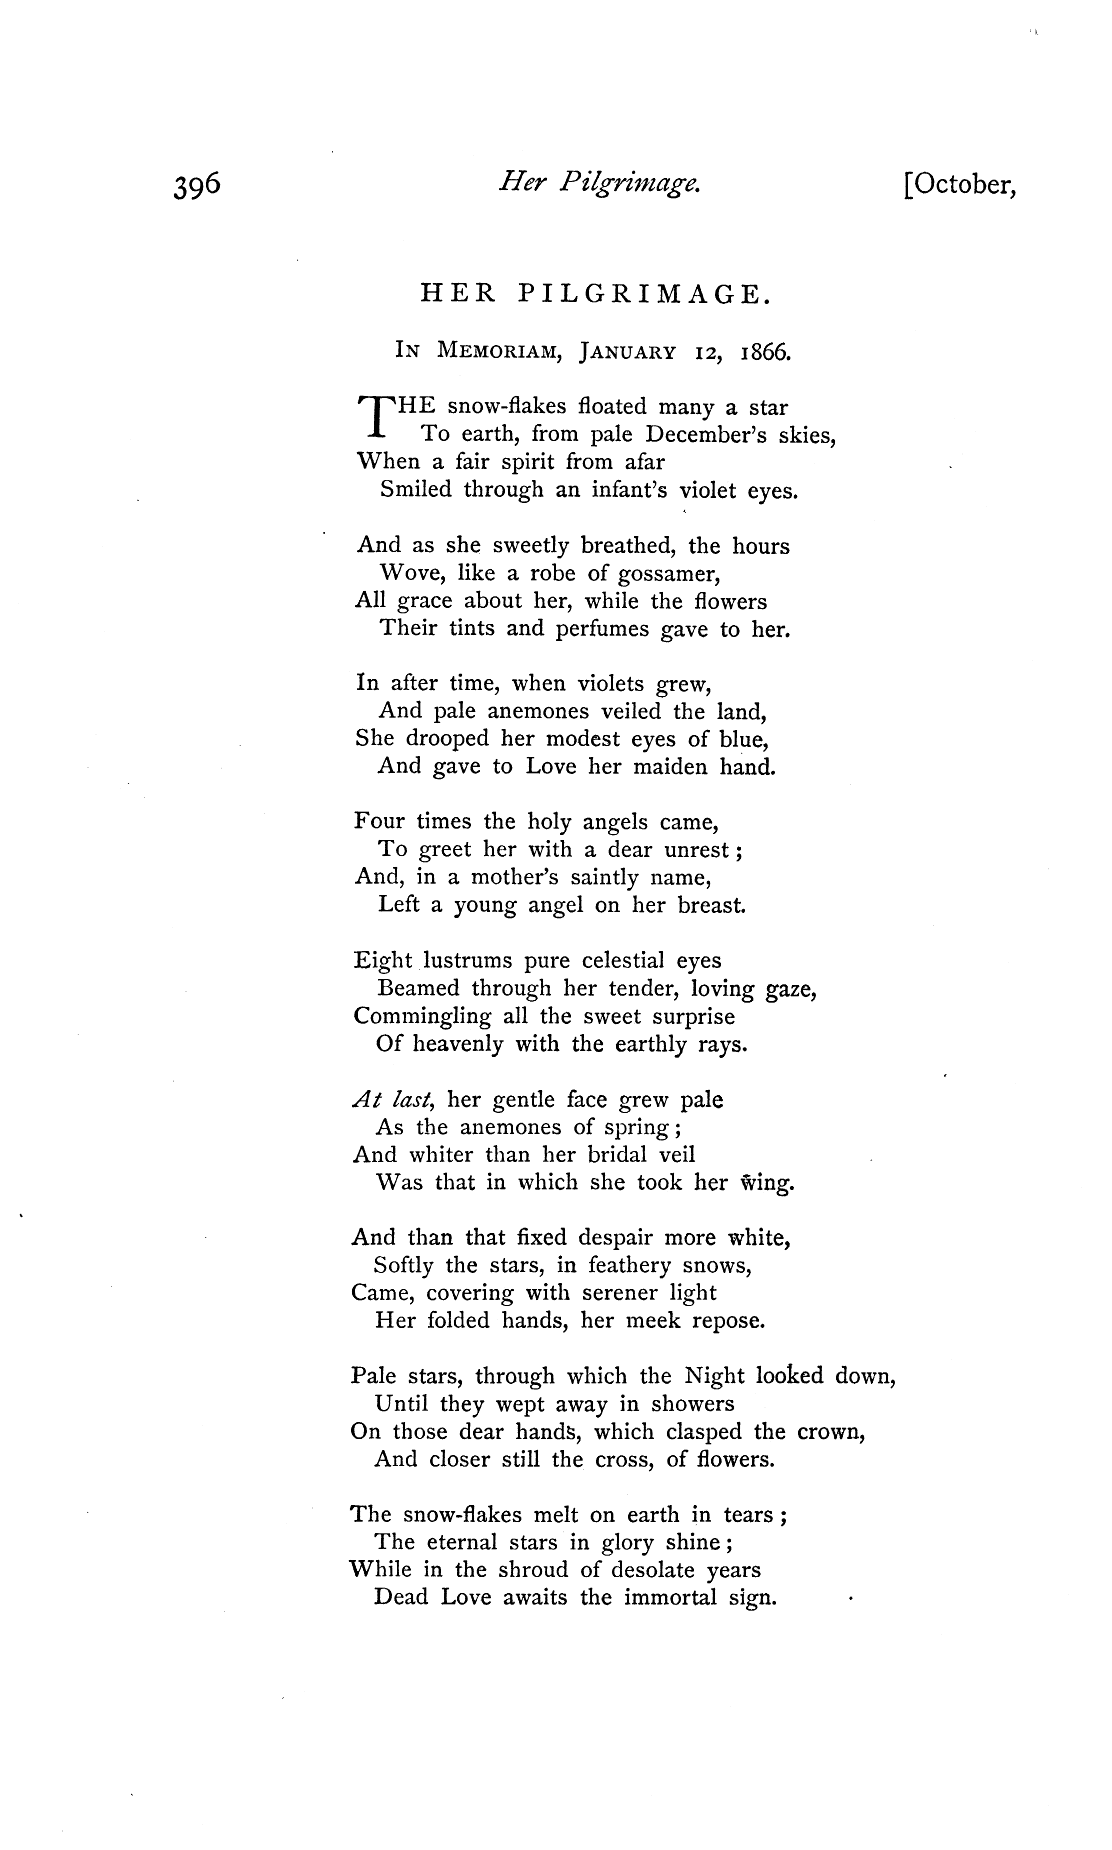 396 Her Pilgrimage. [October,
HER PILGRIMAGE.
In Memoriam, January 12, 1866.
THE snow-flakes floated many a star
To earth, from pale December's skies,
When a fair spirit from afar
Smiled through an infant's violet eyes.
And as she sweetly breathed, the hours
Wove, like a robe of gossamer,
All grace about her, while the flowers
Their tints and perfumes gave to her.
In after time, when violets grew,
And pale anemones veiled the land,
She drooped her modest eyes of blue,
And gave to Love her maiden hand.
Four times the holy angels came,
To greet her with a dear unrest ;
And, in a mother's saintly name,
Left a young angel on her breast.
Eight lustrums pure celestial eyes
Beamed through her tender, loving gaze,
Commingling all the sweet surprise
Of heavenly with the earthly rays.
At last, her gentle face grew pale
As the anemones of spring ;
And whiter than her bridal veil
Was that in which she took her wing.
And than that fixed despair more white,
Softly the stars, in feathery snows,
Came, covering with serener light
Her folded hands, her meek repose.
Pale stars, through which the Night looked down,
Until they wept away in showers
On those dear hands, which clasped the crown,
And closer still the cross, of flowers.
The snow-flakes melt on earth in tears ;
The eternal stars in glory shine ;
While in the shroud of desolate years
Dead Love awaits the immortal sign.